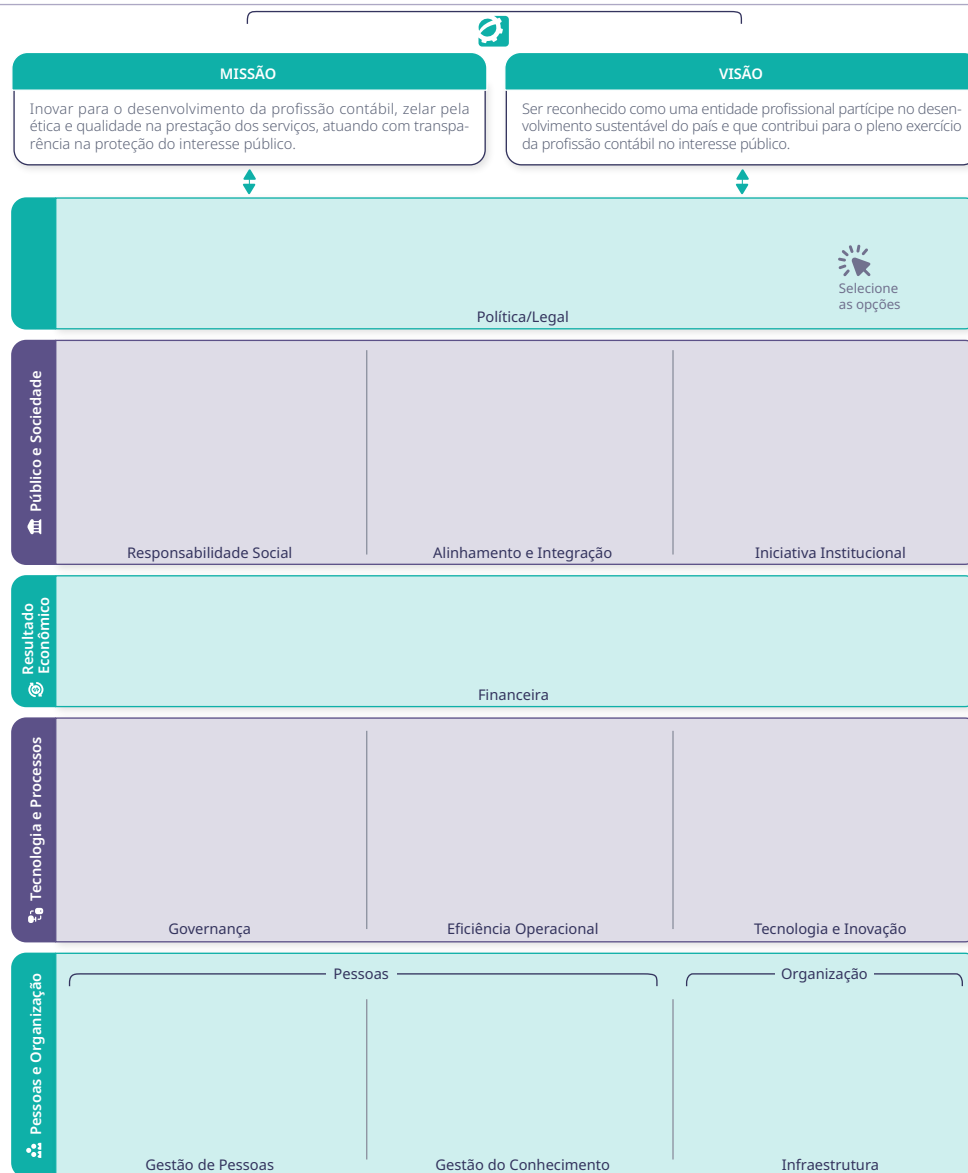 MISSÃO
Inovar para o desenvolvimento da profissão contábil, zelar pela
ética e qualidade na prestação dos serviços, atuando com transpa-
rência na proteção do interesse público.
VISÃO
Ser reconhecido como uma entidade profissional partícipe no desen-
volvimento sustentável do país e que contribui para o pleno exercício
da profissão contábil no interesse público.
Selecione
as opções
Política/Legal
Público e Sociedade
Responsabilidade Social
Alinhamento e Integração
Iniciativa Institucional
Resultado
Econômico
Financeira
Tecnologia e Processos
Governança
Eficiência Operacional
Tecnologia e Inovação
Pessoas e Organização
Pessoas
Organização
Gestão de Pessoas
Gestão do Conhecimento
Infraestrutura